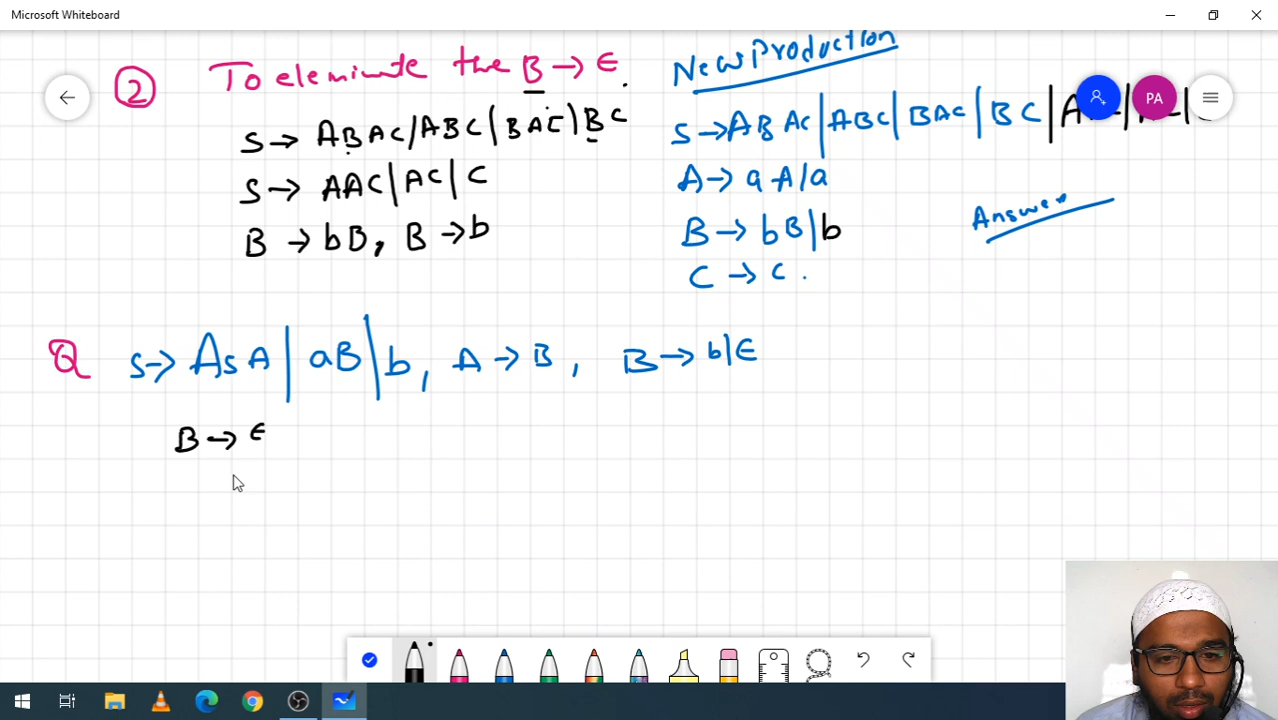 Microsoft Whiteboard
② To eleminate the B → ϵ.
S → ABAC|ABC|BAC|BC
S → AAC|AC|C
B → bB, B → b
New Production
S → ABAC|ABC|BAC|BC|
PA
A → aA|a
B → bB|b
C → c.
Answer
Q S → ASA|aB|b, A → B, B → b|ϵ
B → ϵ